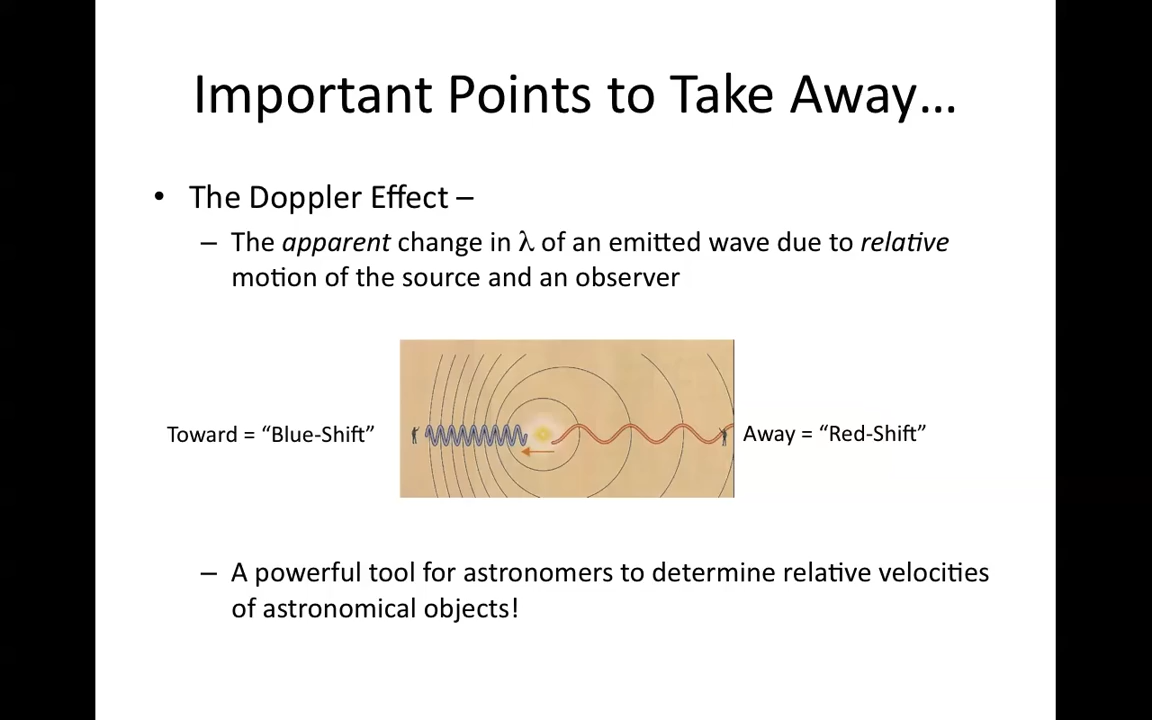 Important Points to Take Away…
• The Doppler Effect –
– The apparent change in λ of an emitted wave due to relative
motion of the source and an observer
Toward = “Blue-Shift”
Away = “Red-Shift”
– A powerful tool for astronomers to determine relative velocities
of astronomical objects!